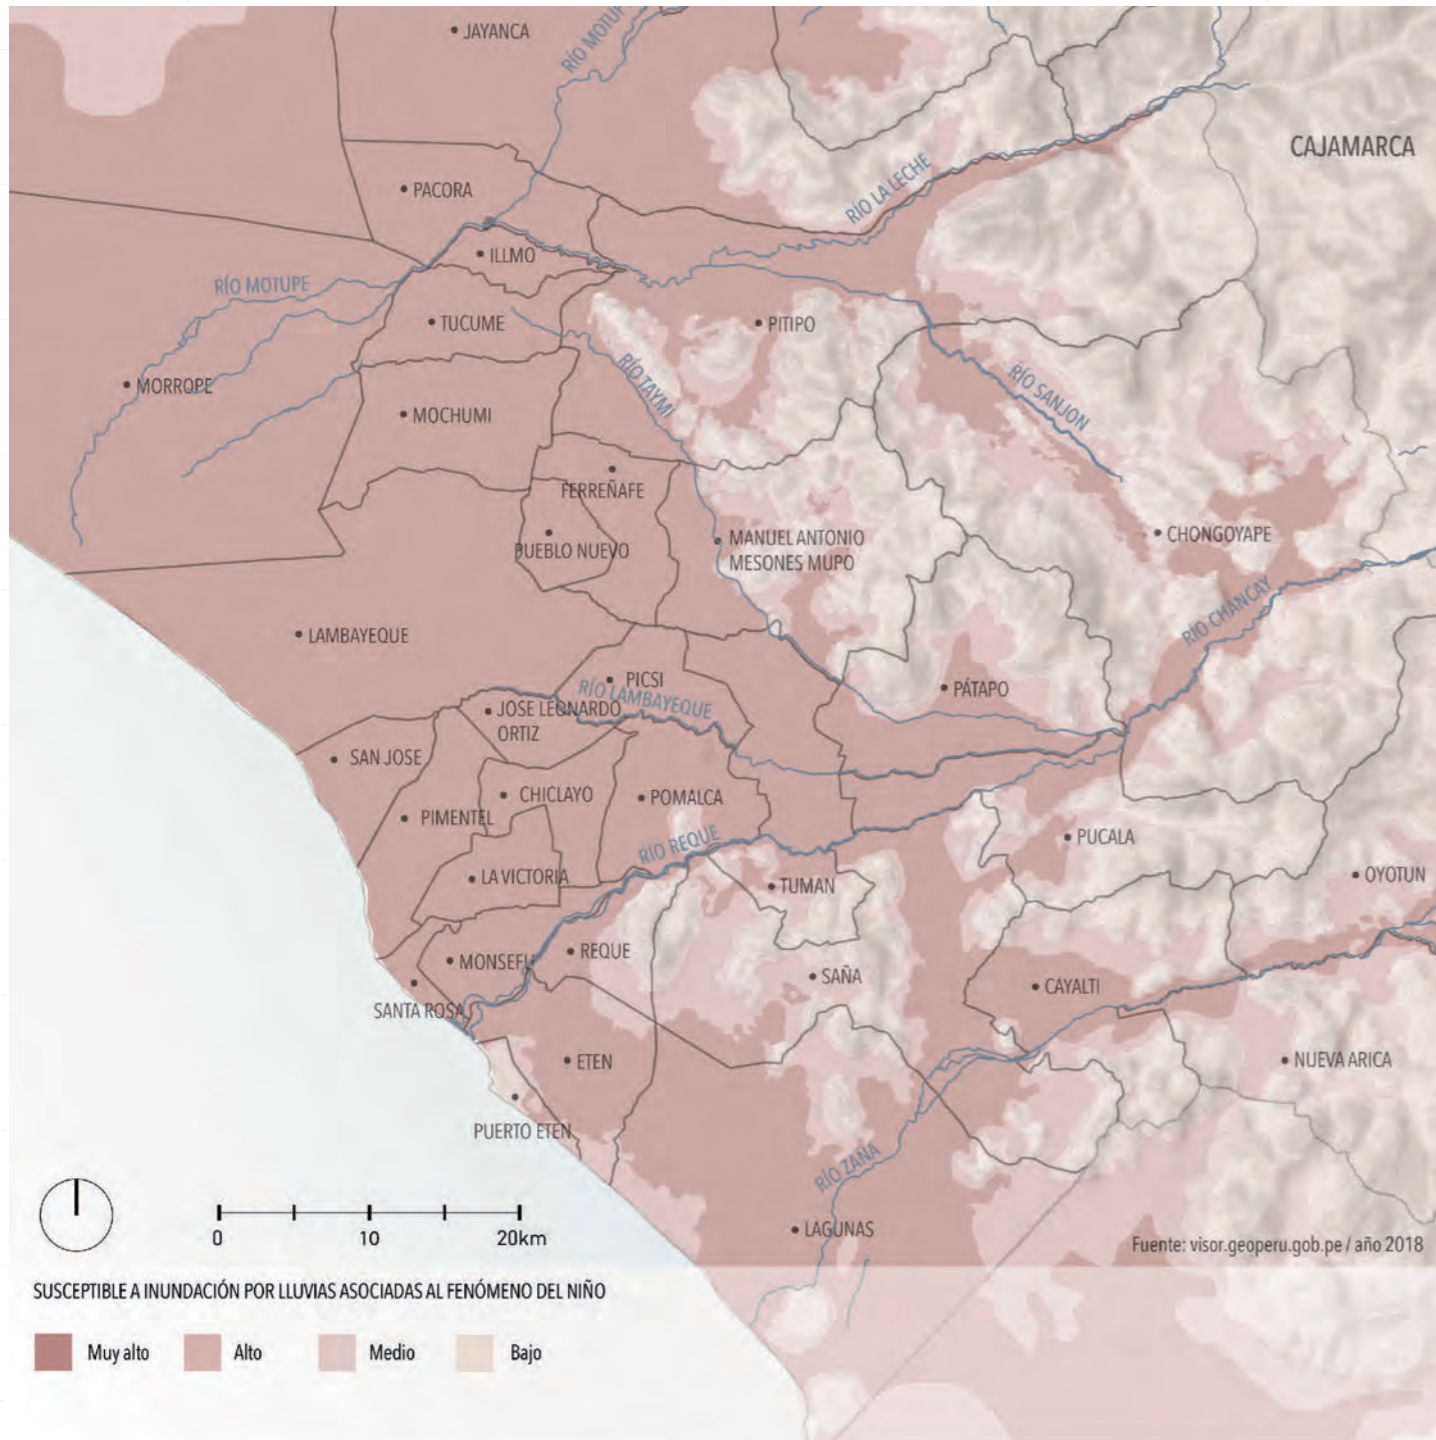 JAYANCA
RÍO MOTUP
CAJAMARCA
PACORA
RÍO LA LECHE
ILLMO
RÍO MOTUPE
TUCUME
PITIPO
RÍO TAYMI
RÍO SANJON
MORROPE
MOCHUMI
FERREÑAFE
PUEBLO NUEVO
MANUEL ANTONIO
MESONES MUPO
CHONGOYAPE
RÍO CHANCAY
LAMBAYEQUE
PICSI
RÍO LAMBAYEQUE
PÁTAPO
JOSE LEONARDO
ORTIZ
SAN JOSE
CHICLAYO
POMALCA
PIMENTEL
RÍO REQUE
PUCALA
LA VICTORIA
TUMAN
OYOTUN
MONSEFU
REQUE
SAÑA
CAYALTI
SANTA ROSA
ETEN
NUEVA ARICA
PUERTO ETEN
RÍO ZAÑA
LAGUNAS
0 10 20km
Fuente: visor.geoperu.gob.pe / año 2018
SUSCEPTIBLE A INUNDACIÓN POR LLUVIAS ASOCIADAS AL FENÓMENO DEL NIÑO
Muy alto Alto Medio Bajo